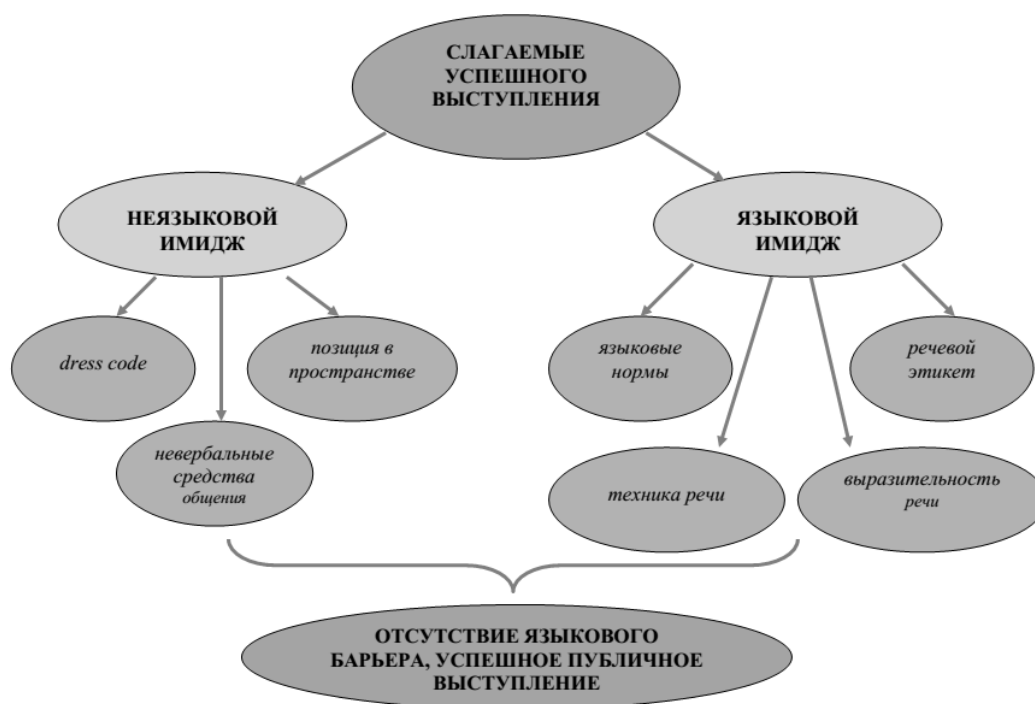 СЛАГАЕМЫЕ
УСПЕШНОГО
ВЫСТУПЛЕНИЯ
НЕЯЗЫКОВОЙ
ИМИДЖ
ЯЗЫКОВОЙ
ИМИДЖ
dress code
позиция в
пространстве
языковые
нормы
речевой
этикет
невербальные
средства
общения
техника речи
выразительность
речи
ОТСУТСТВИЕ ЯЗЫКОВОГО
БАРЬЕРА, УСПЕШНОЕ ПУБЛИЧНОЕ
ВЫСТУПЛЕНИЕ